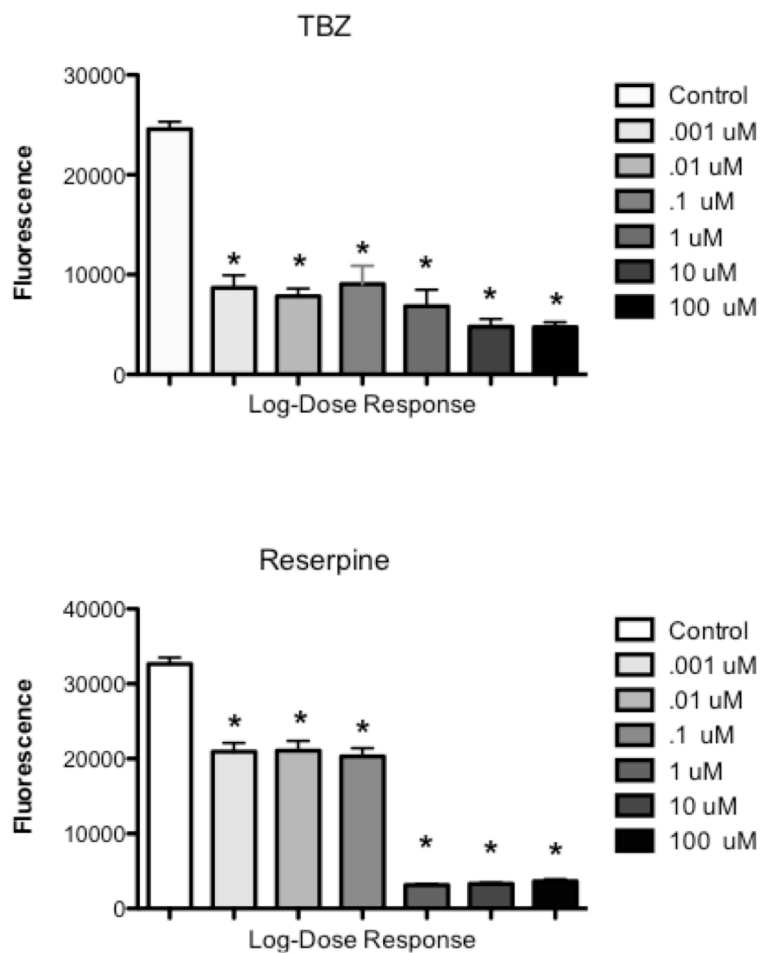 TBZ
Fluorescence
30000
20000
10000
0
* * * * * *
Log-Dose Response
Control
.001 uM
.01 uM
.1 uM
1 uM
10 uM
100 uM
Reserpine
Fluorescence
40000
30000
20000
10000
0
* * * * * *
Log-Dose Response
Control
.001 uM
.01 uM
.1 uM
1 uM
10 uM
100 uM